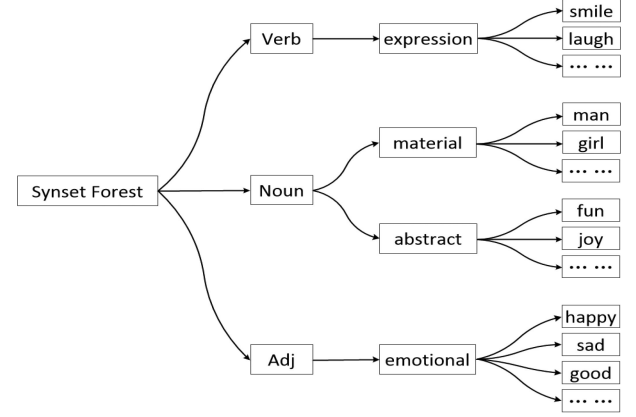 Synset Forest
Verb
expression
smile
laugh
... ...
Noun
material
man
girl
... ...
abstract
fun
joy
... ...
Adj
emotional
happy
sad
good
... ...